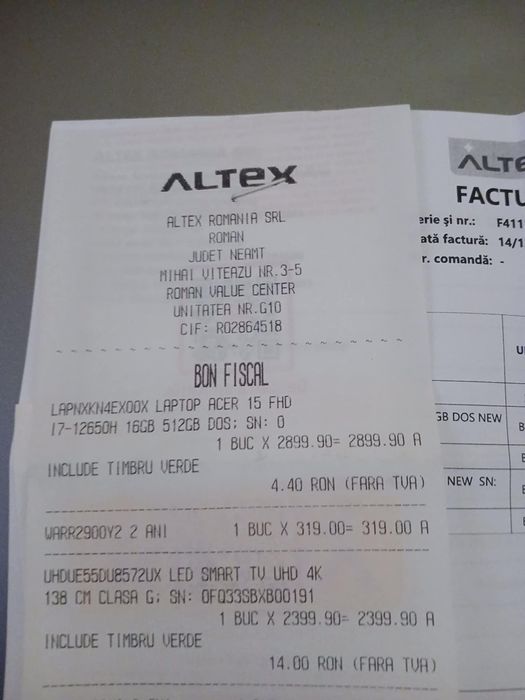 ALTEX
ALTEX ROMANIA SRL
ROMAN
JUDET NEAMT
MIHAI VITEAZU NR.3-5
ROMAN VALUE CENTER
UNITATEA NR.G10
CIF: RO2864518
BON FISCAL
LAPNXKN4EX00X LAPTOP ACER 15 FHD
I7-12650H 16GB 512GB DOS; SN: 0
1 BUC X 2899.90= 2899.90 A
INCLUDE TIMBRU VERDE
4.40 RON (FARA TVA)
WARR2900Y2 2 ANI 1 BUC X 319.00= 319.00 A
UHDUE55DU8572UX LED SMART TV UHD 4K
138 CM CLASA G; SN: 0FQ33SBXB00191
1 BUC X 2399.90= 2399.90 A
INCLUDE TIMBRU VERDE
14.00 RON (FARA TVA)
ALTE
FACTU
erie şi nr.: F411
ată factură: 14/1
r. comandă: -
GB DOS NEW
NEW SN: